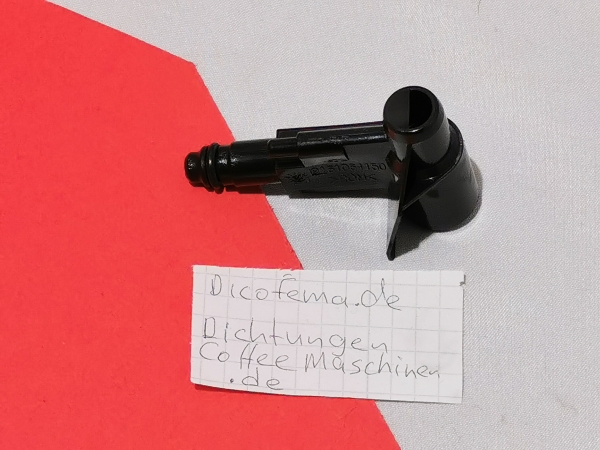 Dicofema.de
Dichtungen
Coffee Maschinen
.de